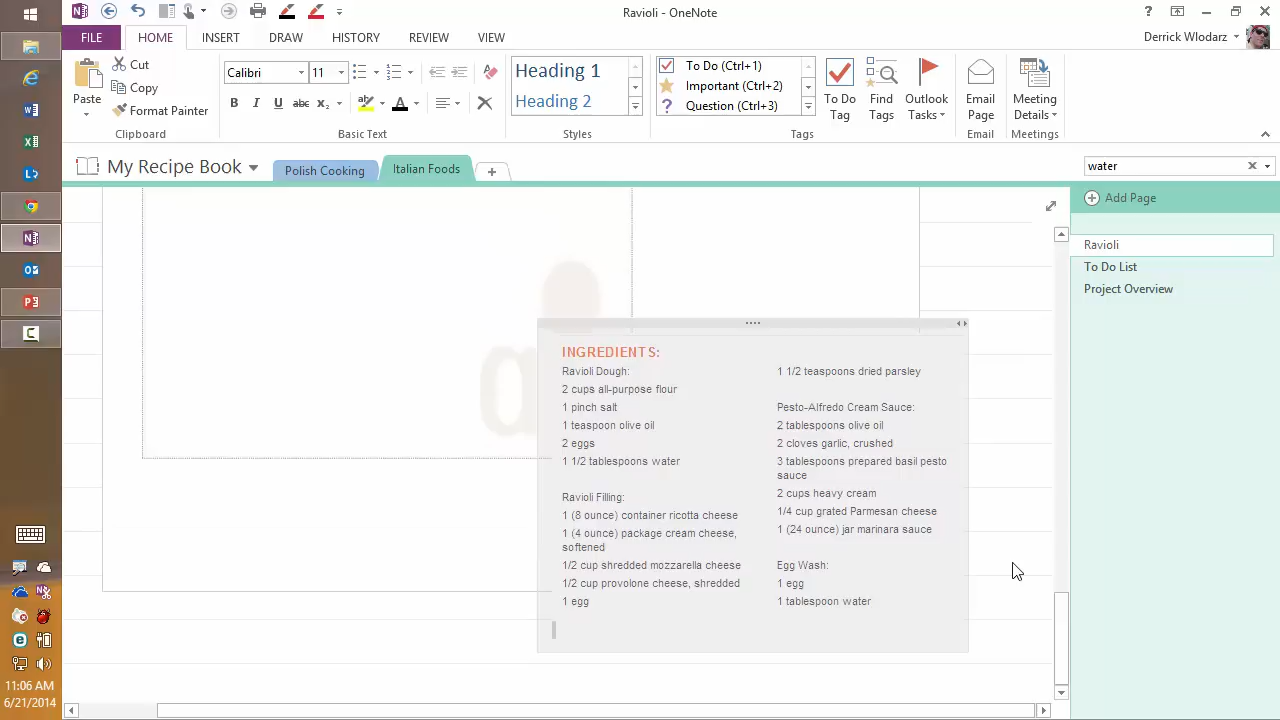 Ravioli - OneNote
FILE
HOME
INSERT
DRAW
HISTORY
REVIEW
VIEW
Derrick Wlodarz
Paste
Cut
Copy
Format Painter
Clipboard
Calibri
11
B I U abc x₂
A
Basic Text
Heading 1
Heading 2
Styles
To Do (Ctrl+1)
Important (Ctrl+2)
Question (Ctrl+3)
To Do
Tag
Find
Tags
Outlook
Tasks
Tags
Email
Page
Email
Meeting
Details
Meetings
My Recipe Book
Polish Cooking
Italian Foods
water
Add Page
Ravioli
To Do List
Project Overview
INGREDIENTS:
Ravioli Dough:
2 cups all-purpose flour
1 pinch salt
1 teaspoon olive oil
2 eggs
1 1/2 tablespoons water
Ravioli Filling:
1 (8 ounce) container ricotta cheese
1 (4 ounce) package cream cheese,
softened
1/2 cup shredded mozzarella cheese
1/2 cup provolone cheese, shredded
1 egg
1 1/2 teaspoons dried parsley
Pesto-Alfredo Cream Sauce:
2 tablespoons olive oil
2 cloves garlic, crushed
3 tablespoons prepared basil pesto
sauce
2 cups heavy cream
1/4 cup grated Parmesan cheese
1 (24 ounce) jar marinara sauce
Egg Wash:
1 egg
1 tablespoon water
11:06 AM
6/21/2014